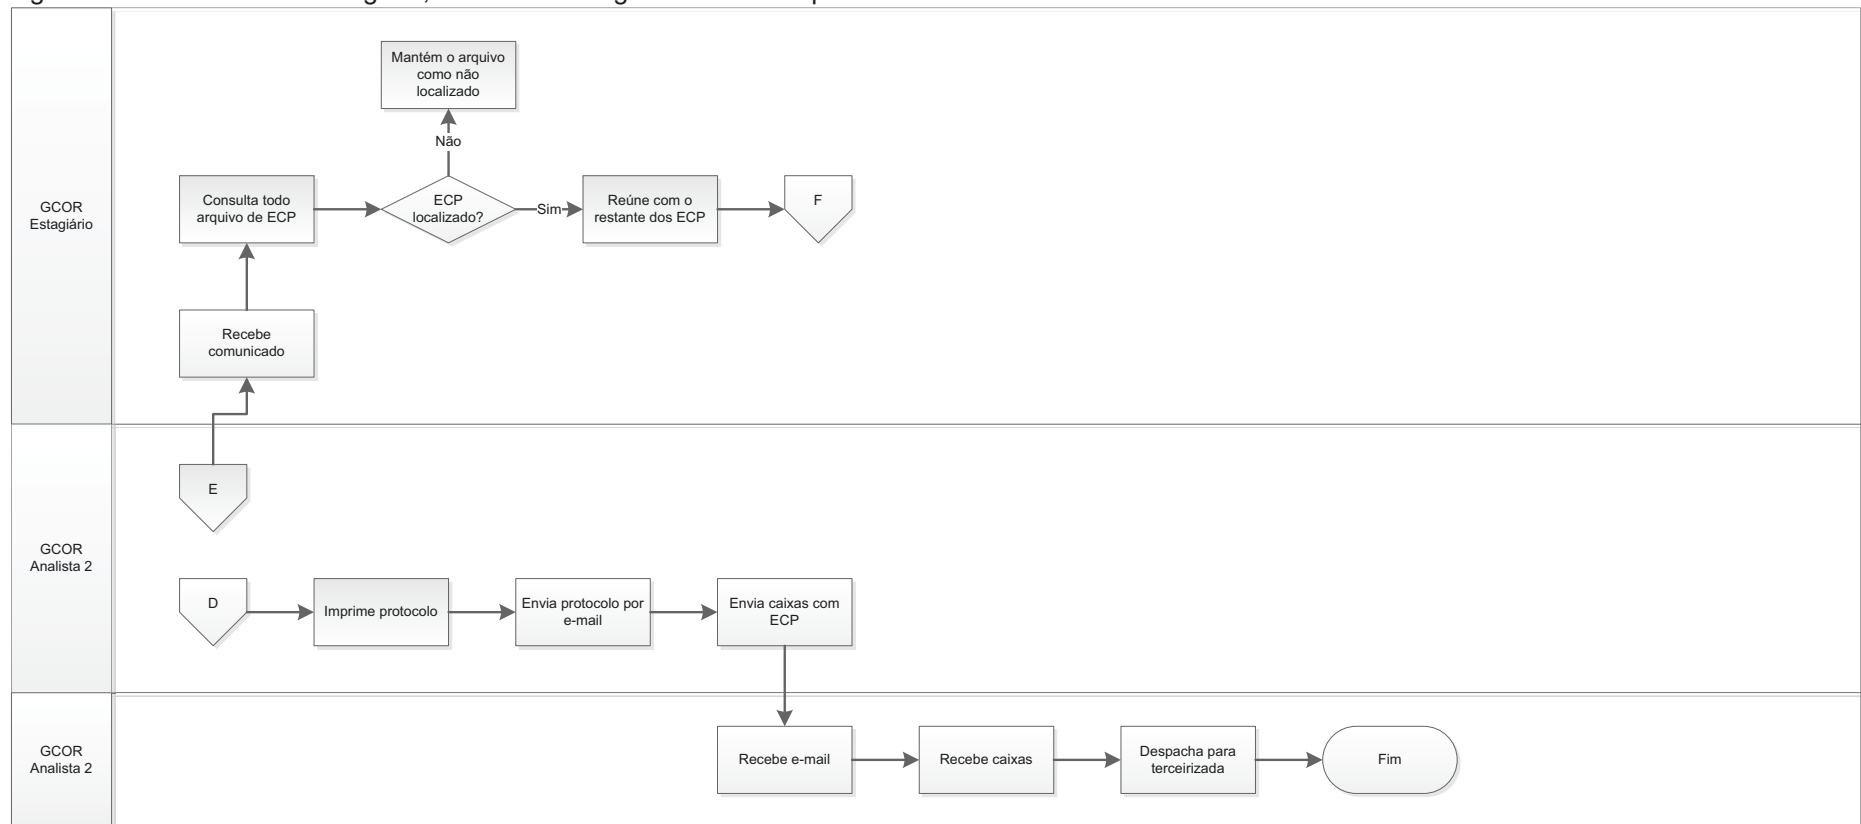 GCOR
Estagiário
Mantém o arquivo
como não
localizado
Não
Consulta todo
arquivo de ECP
ECP
localizado?
Sim
Reúne com o
restante dos ECP
F
Recebe
comunicado
GCOR
Analista 2
E
D
Imprime protocolo
Envia protocolo por
e-mail
Envia caixas com
ECP
GCOR
Analista 2
Recebe e-mail
Recebe caixas
Despacha para
terceirizada
Fim